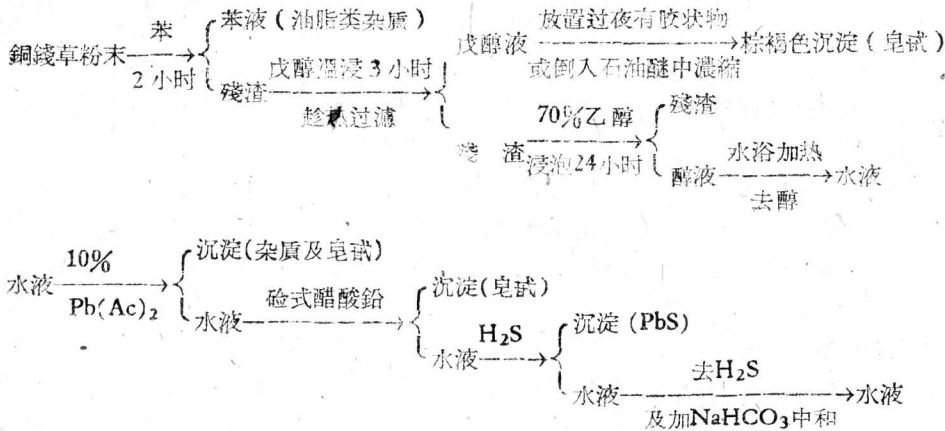 銅錢草粉末 苯 2小时
苯液(油脂类杂质)
殘渣 戊醇溫浸3小时 趁热过滤
戊醇液 放置过夜有胶状物 或倒入石油醚中濃縮 棕褐色沉淀(皂甙)
殘渣 70%乙醇 浸泡24小时
殘渣
醇液 水浴加热 去醇 水液
水液 10% Pb(Ac)₂
沉淀(杂质及皂甙)
水液 硷式醋酸鉛
沉淀(皂甙)
水液 H₂S
沉淀(PbS)
水液 去H₂S 及加NaHCO₃中和 水液